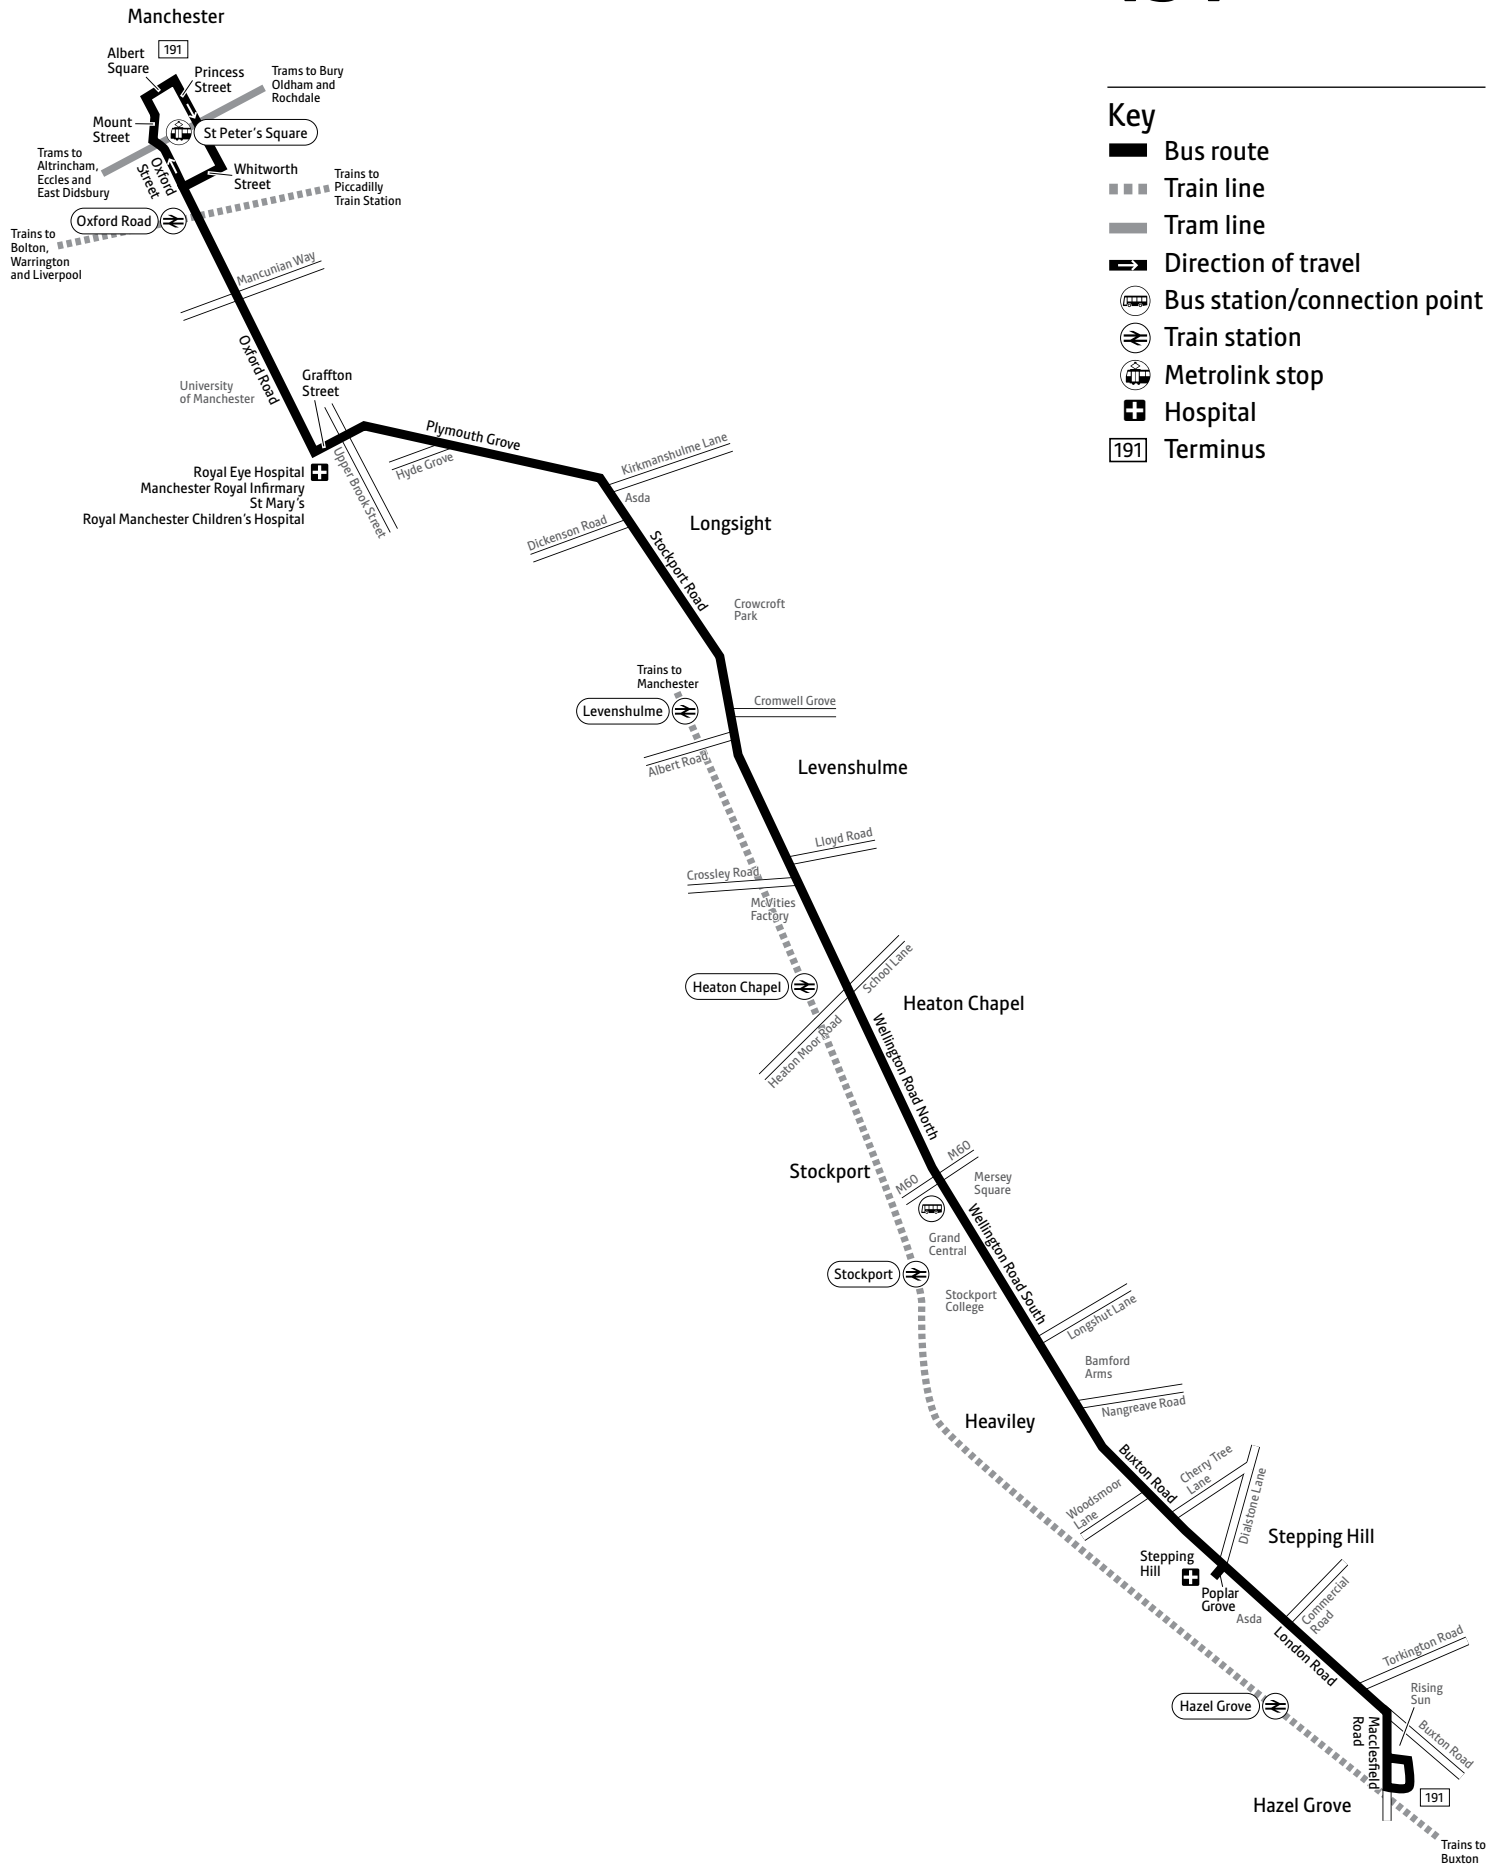 Manchester
Albert
Square
191
Princess
Street
Trams to Bury
Oldham and
Rochdale
Mount
Street
St Peter's Square
Trams to
Altrincham,
Eccles and
East Didsbury
Oxford
Street
Whitworth
Street
Trains to
Piccadilly
Train Station
Oxford Road
Trains to
Bolton,
Warrington
and Liverpool
Mancunian Way
Oxford Road
University
of Manchester
Graffton
Street
Plymouth Grove
Hyde Grove
Upper Brook Street
Royal Eye Hospital
Manchester Royal Infirmary
St Mary's
Royal Manchester Children's Hospital
Kirkmanshulme Lane
Asda
Dickenson Road
Longsight
Stockport Road
Crowcroft
Park
Trains to
Manchester
Levenshulme
Cromwell Grove
Albert Road
Levenshulme
Lloyd Road
Crossley Road
McVities
Factory
School Lane
Heaton Chapel
Heaton Chapel
Heaton Moor Road
Wellington Road North
M60
M60
Stockport
Mersey
Square
Grand
Central
Wellington Road South
Stockport
Stockport
College
Longshut Lane
Bamford
Arms
Nangreave Road
Heaviley
Buxton Road
Cherry Tree
Lane
Woodsmoor
Lane
Dialstone Lane
Stepping Hill
Stepping
Hill
Poplar
Grove
Asda
Commercial
Road
London Road
Torkington Road
Hazel Grove
Rising
Sun
Macclesfield
Road
Buxton Road
191
Hazel Grove
Trains to
Buxton
Key
Bus route
Train line
Tram line
Direction of travel
Bus station/connection point
Train station
Metrolink stop
Hospital
191 Terminus